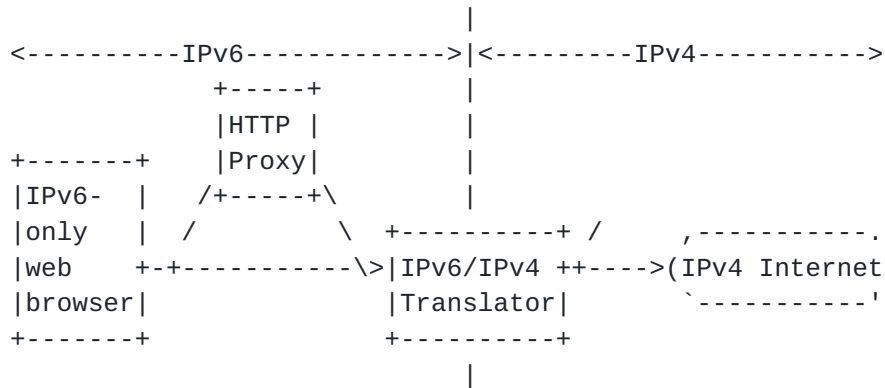 |
<----------IPv6------------->|<---------IPv4----------->
+-----+         |
|HTTP |         |
+-------+    |Proxy|         |
|IPv6-  |   /+-----+\        |
|only   |  /         \  +----------+ /     ,-----------.
|web    +-+-----------\>|IPv6/IPv4 ++---->(IPv4 Internet
|browser|               |Translator|       `-----------'
+-------+               +----------+
|